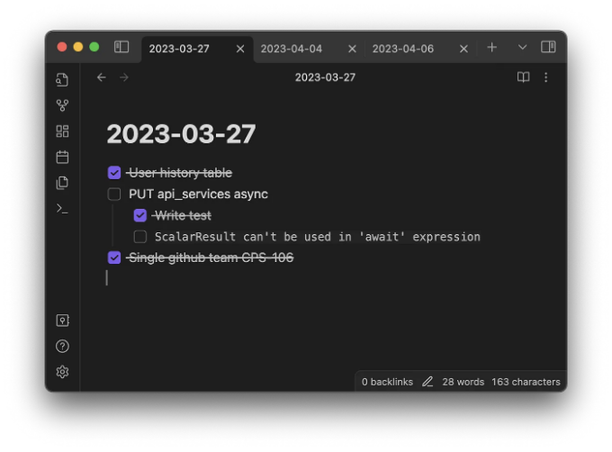 2023-03-27 2023-04-04 2023-04-06
2023-03-27
2023-03-27
User history table
PUT api_services async
Write test
ScalarResult can't be used in 'await' expression
Single github team CPS-106
0 backlinks 28 words 163 characters